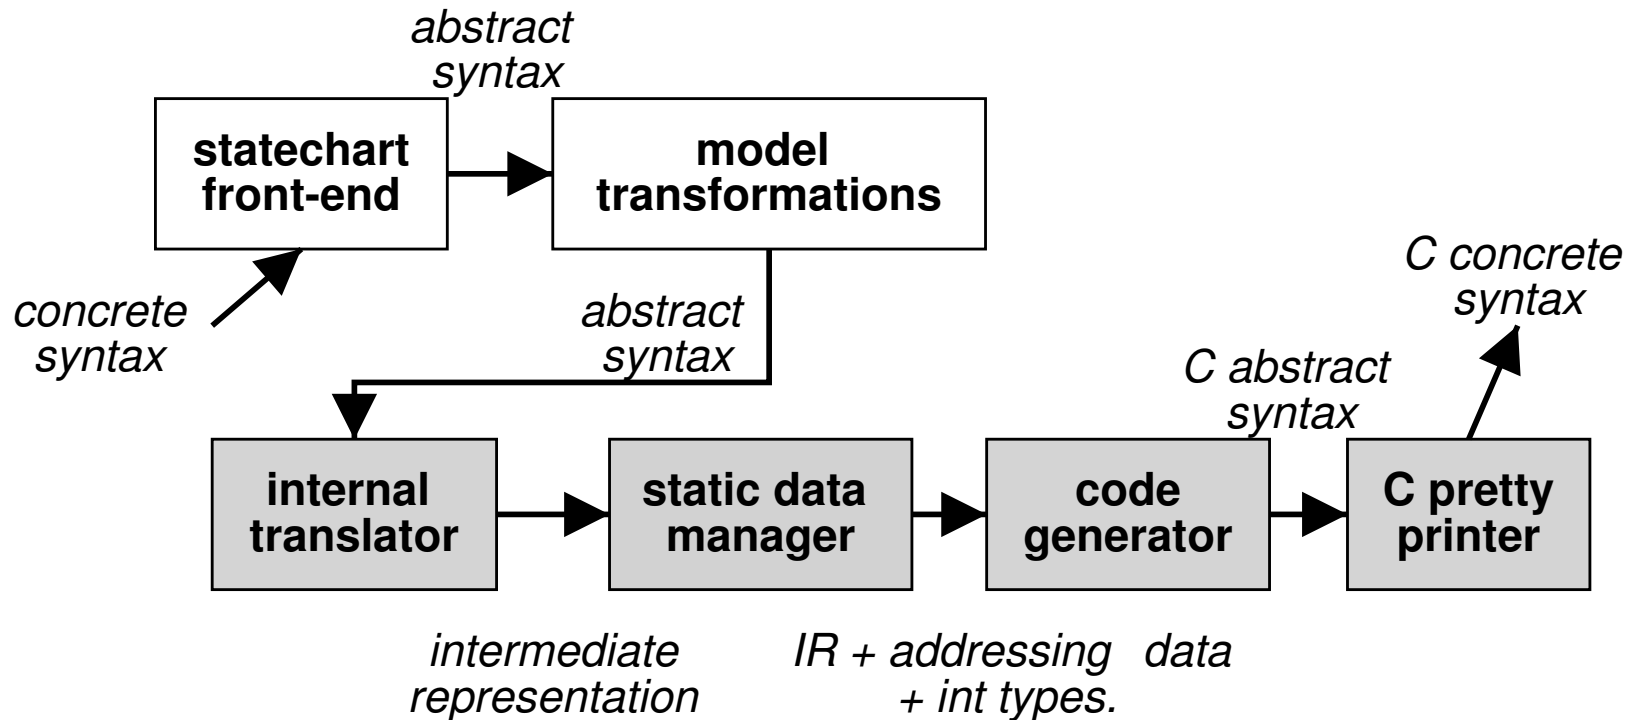 abstract
syntax
statechart
front-end
model
transformations
concrete
syntax
abstract
syntax
C concrete
syntax
C abstract
syntax
internal
translator
static data
manager
code
generator
C pretty
printer
intermediate
representation
IR + addressing data
+ int types.